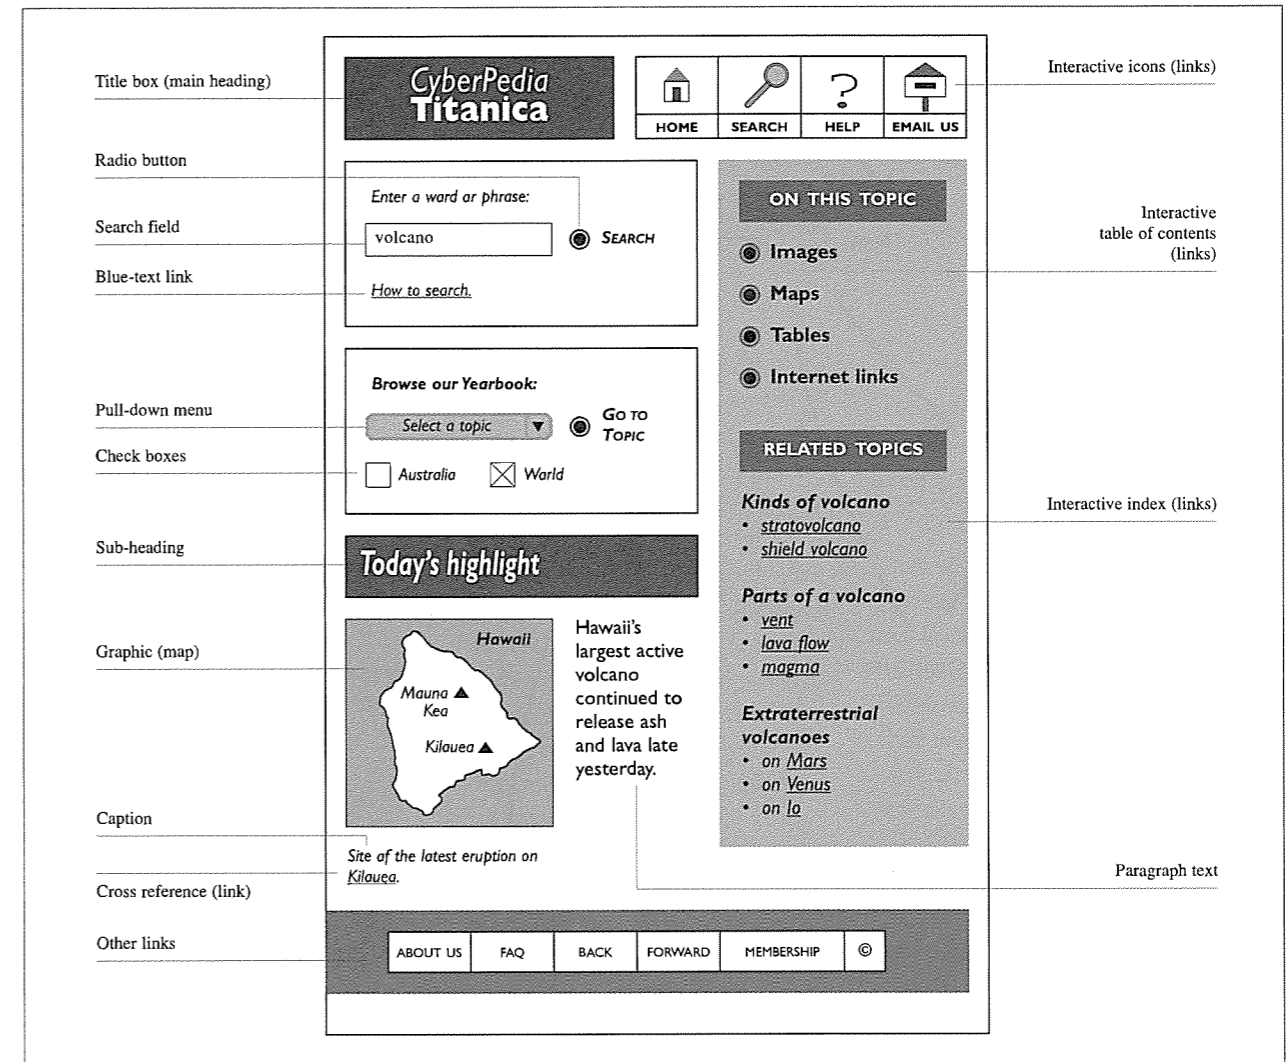 Title box (main heading)
Radio button
Search field
Blue-text link
Pull-down menu
Check boxes
Sub-heading
Graphic (map)
Caption
Cross reference (link)
Other links
CyberPedia
Titanica
HOME
SEARCH
HELP
EMAIL US
Enter a word or phrase:
volcano
SEARCH
How to search.
Browse our Yearbook:
Select a topic
GO TO
TOPIC
Australia
World
Today's highlight
Hawaii
Mauna
Kea
Kilauea
Hawaii's
largest active
volcano
continued to
release ash
and lava late
yesterday.
Site of the latest eruption on
Kilauea.
ON THIS TOPIC
Images
Maps
Tables
Internet links
RELATED TOPICS
Kinds of volcano
• stratovolcano
• shield volcano
Parts of a volcano
• vent
• lava flow
• magma
Extraterrestrial
volcanoes
• on Mars
• on Venus
• on Io
ABOUT US
FAQ
BACK
FORWARD
MEMBERSHIP
©
Interactive icons (links)
Interactive
table of contents
(links)
Interactive index (links)
Paragraph text